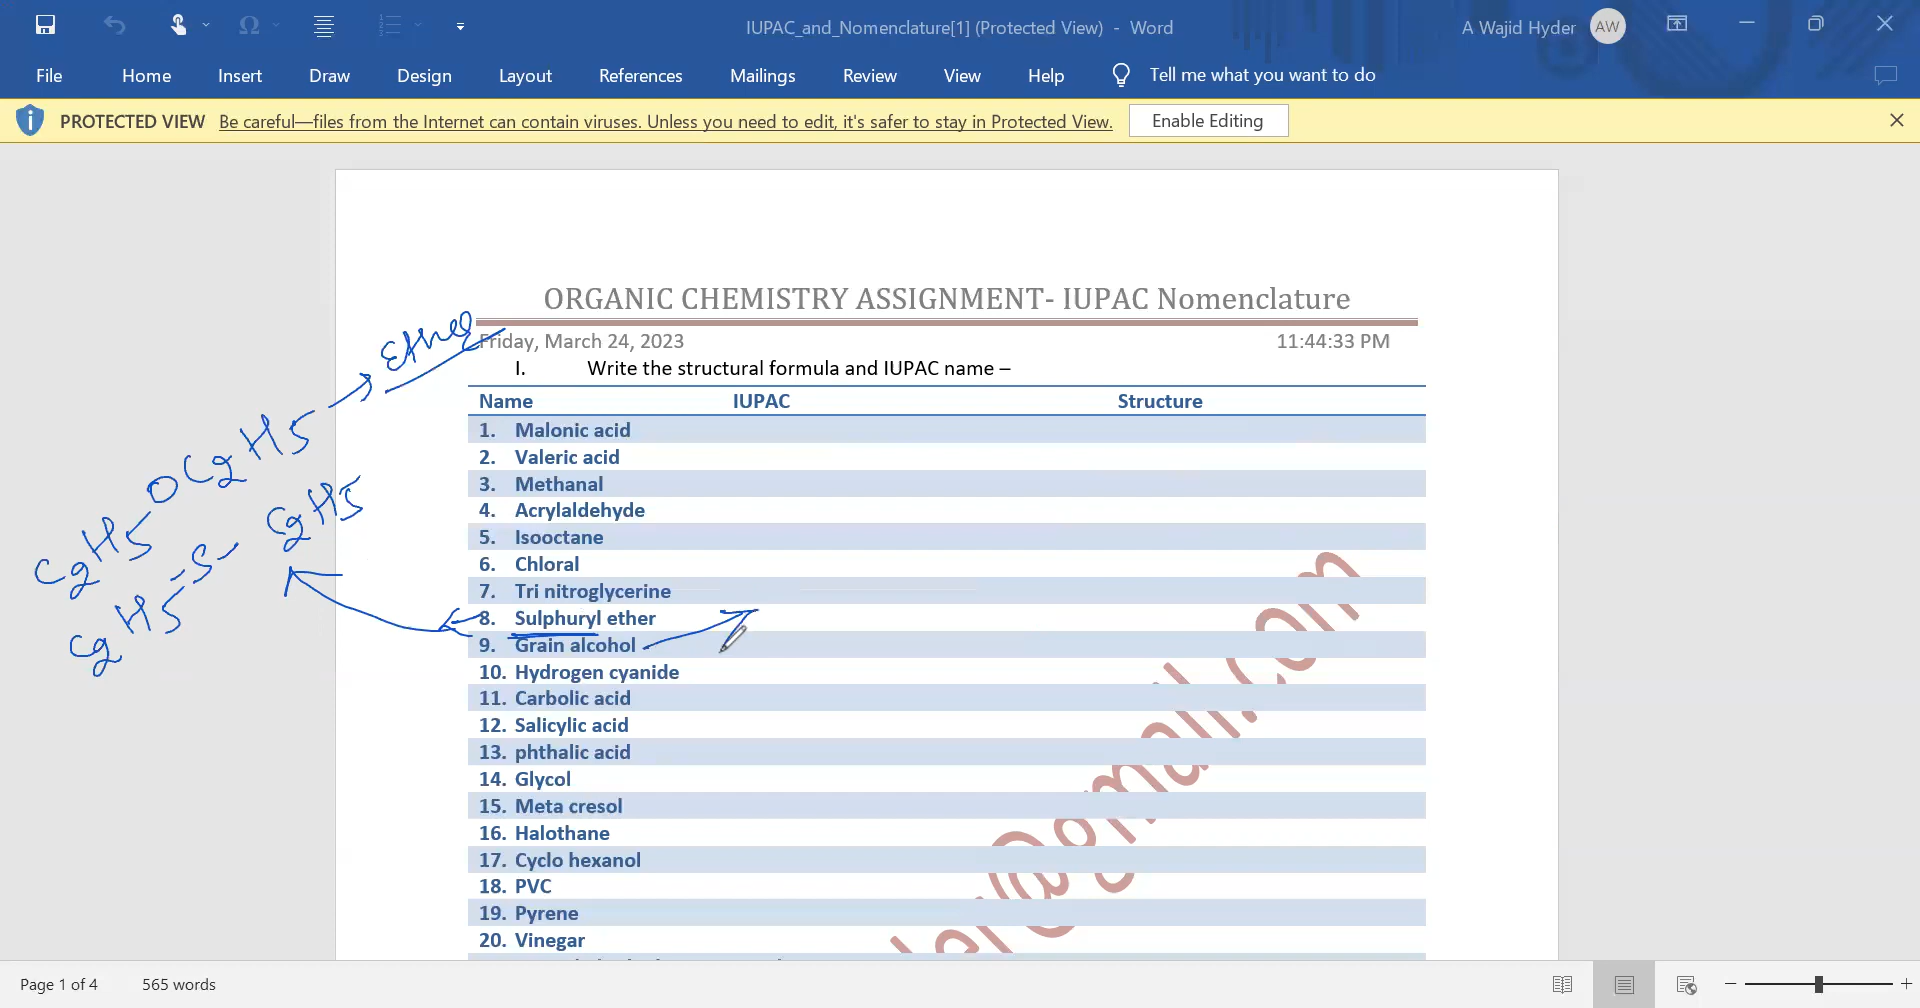 IUPAC_and_Nomenclature[1] (Protected View) - Word
A Wajid Hyder AW
File Home Insert Draw Design Layout References Mailings Review View Help Tell me what you want to do
PROTECTED VIEW Be careful—files from the Internet can contain viruses. Unless you need to edit, it's safer to stay in Protected View. Enable Editing
ORGANIC CHEMISTRY ASSIGNMENT- IUPAC Nomenclature
Friday, March 24, 2023 11:44:33 PM
I. Write the structural formula and IUPAC name –
Name IUPAC Structure
1. Malonic acid
2. Valeric acid
3. Methanal
4. Acrylaldehyde
5. Isooctane
6. Chloral
7. Tri nitroglycerine
8. Sulphuryl ether
9. Grain alcohol
10. Hydrogen cyanide
11. Carbolic acid
12. Salicylic acid
13. phthalic acid
14. Glycol
15. Meta cresol
16. Halothane
17. Cyclo hexanol
18. PVC
19. Pyrene
20. Vinegar
C2H5OC2H5
C2H5-S-C2H5
@gmail.com
Page 1 of 4 565 words